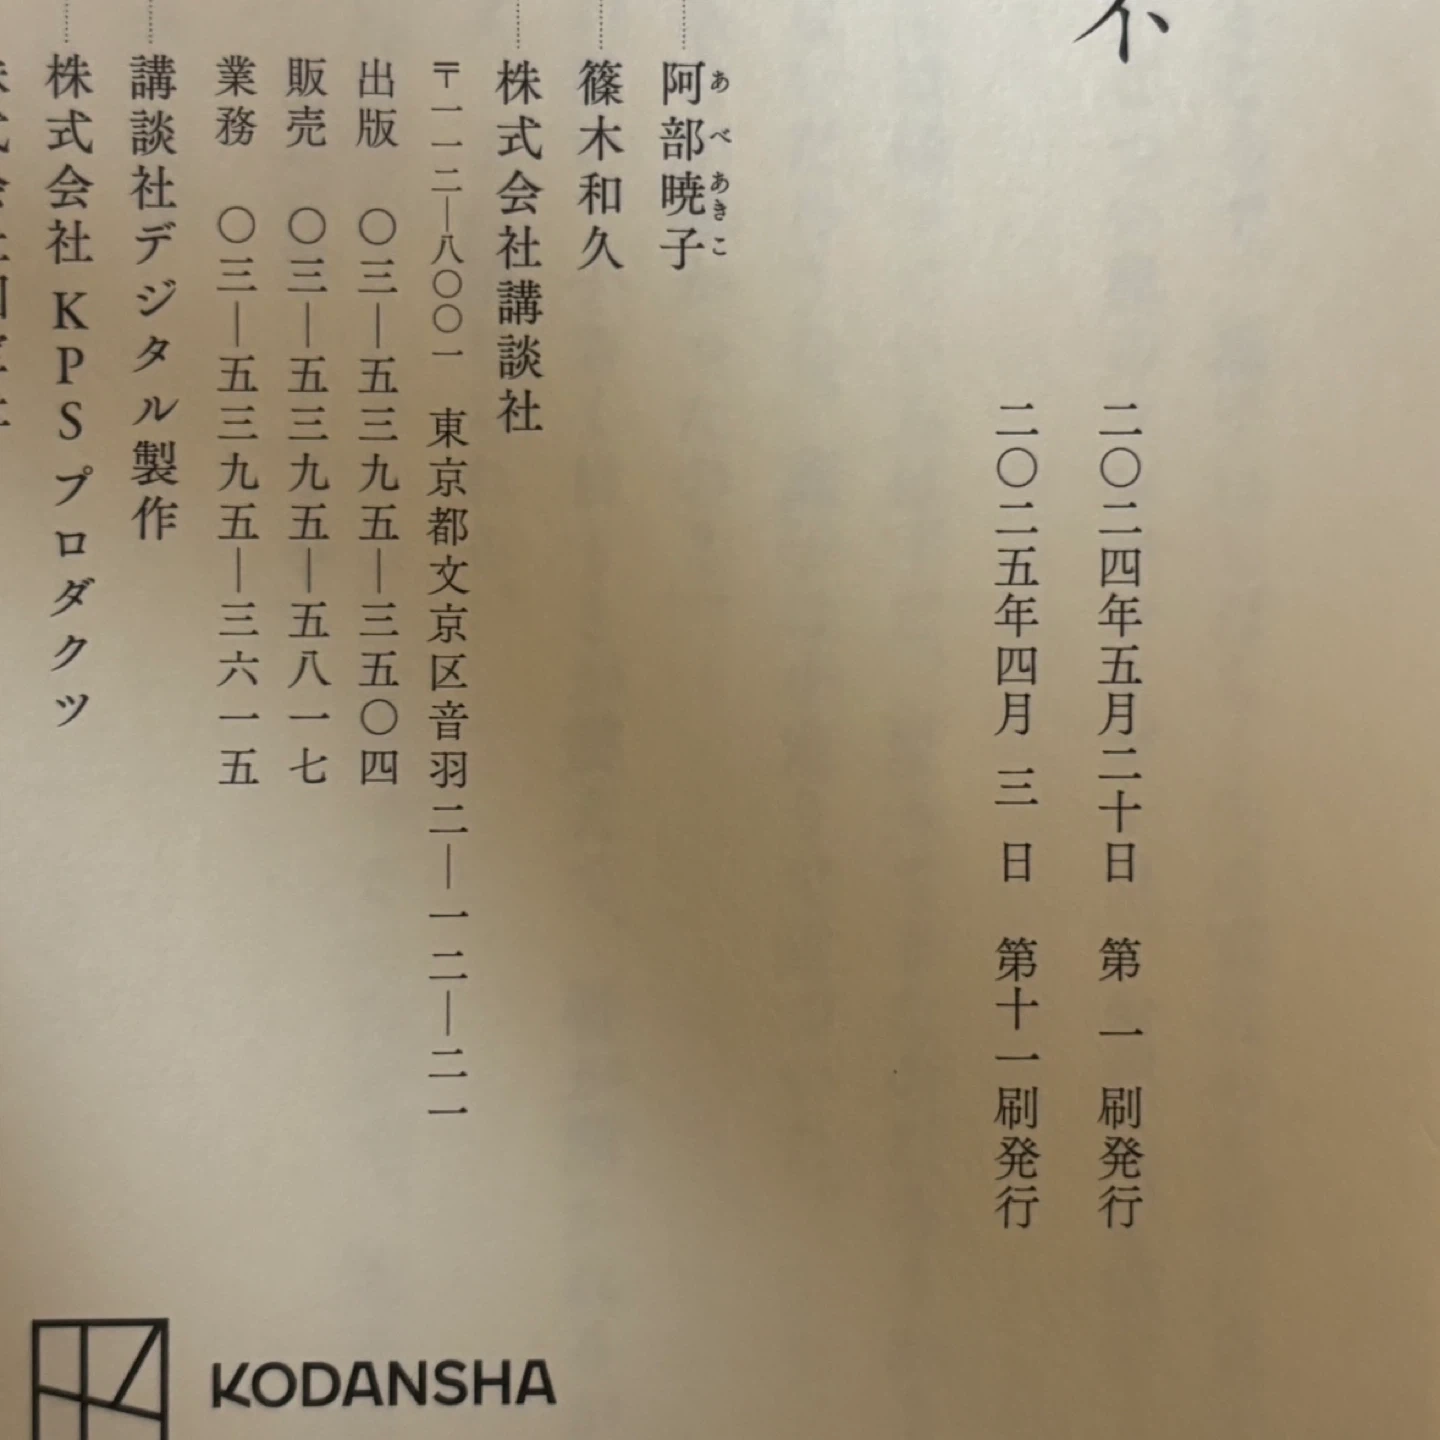 二〇二四年五月二十日　第一刷発行
二〇二五年四月三日　第十一刷発行
阿部暁子
あべあきこ
篠木和久
株式会社講談社
〒一一二―八〇〇一　東京都文京区音羽二―一二―二一
出版　〇三―五三九五―三五〇四
販売　〇三―五三九五―五八一七
業務　〇三―五三九五―三六一五
講談社デジタル製作
株式会社KPSプロダクツ
KODANSHA